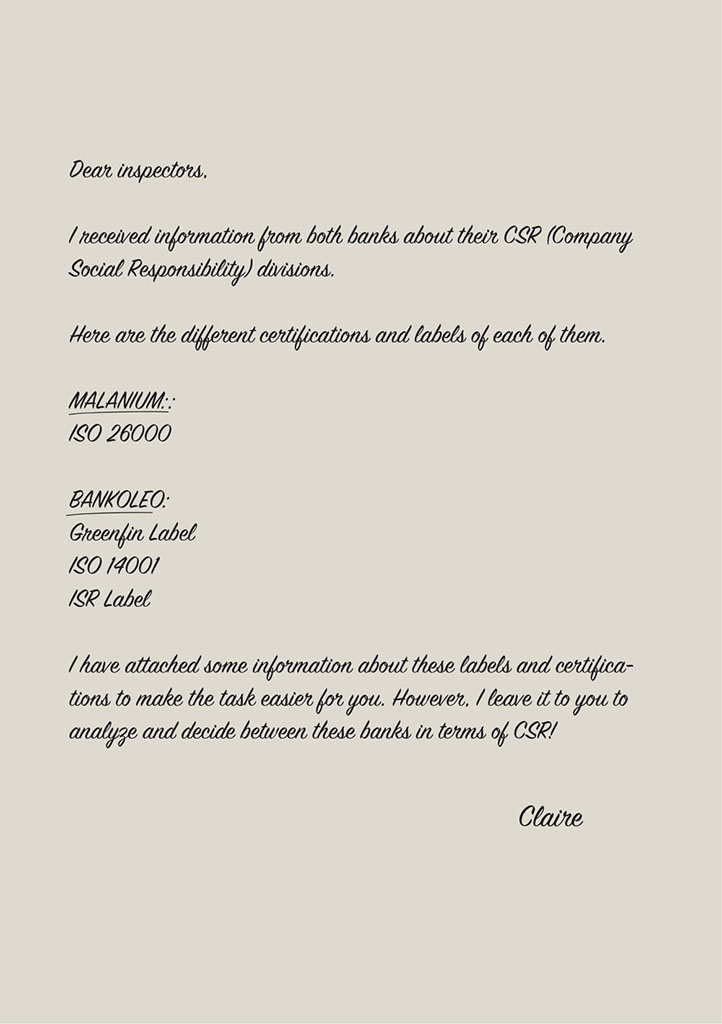 Dear inspectors,
I received information from both banks about their CSR (Company
Social Responsibility) divisions.
Here are the different certifications and labels of each of them.
MALANIUM::
ISO 26000
BANKOLEO:
Greenfin Label
ISO 14001
ISR Label
I have attached some information about these labels and certifica-
tions to make the task easier for you. However, I leave it to you to
analyze and decide between these banks in terms of CSR!
Claire